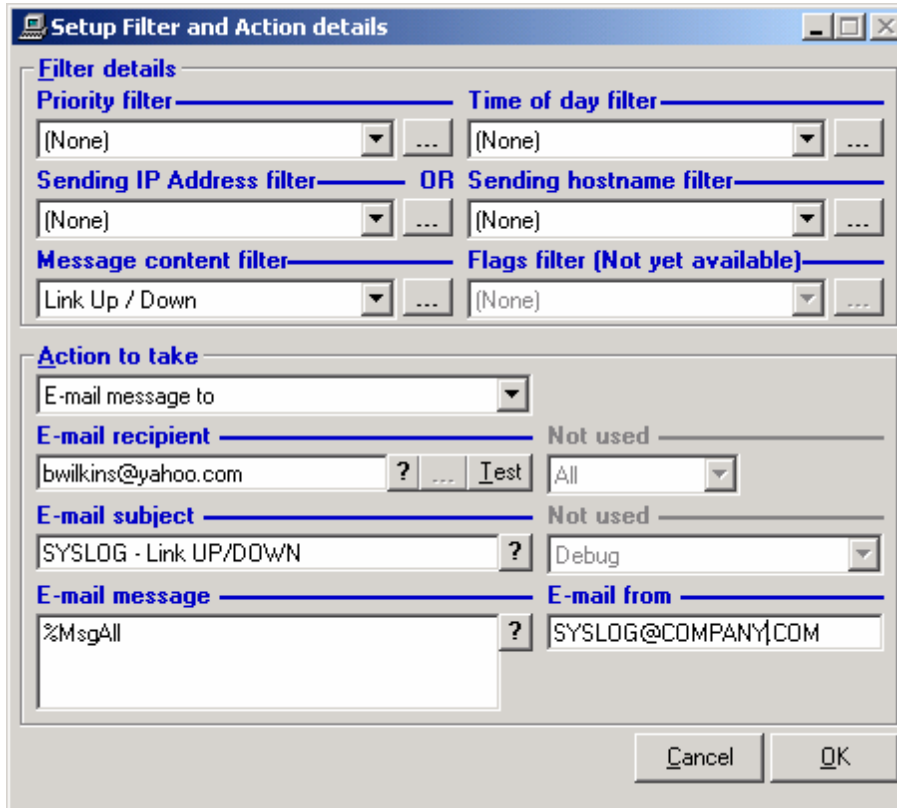 Setup Filter and Action details
Filter details
Priority filter Time of day filter
(None) ... (None) ...
Sending IP Address filter OR Sending hostname filter
(None) ... (None) ...
Message content filter Flags filter (Not yet available)
Link Up / Down ... (None) ...
Action to take
E-mail message to
E-mail recipient Not used
bwilkins@yahoo.com ? ... Test All
E-mail subject Not used
SYSLOG - Link UP/DOWN ? Debug
E-mail message E-mail from
%MsgAll ? SYSLOG@COMPANY.COM
Cancel OK